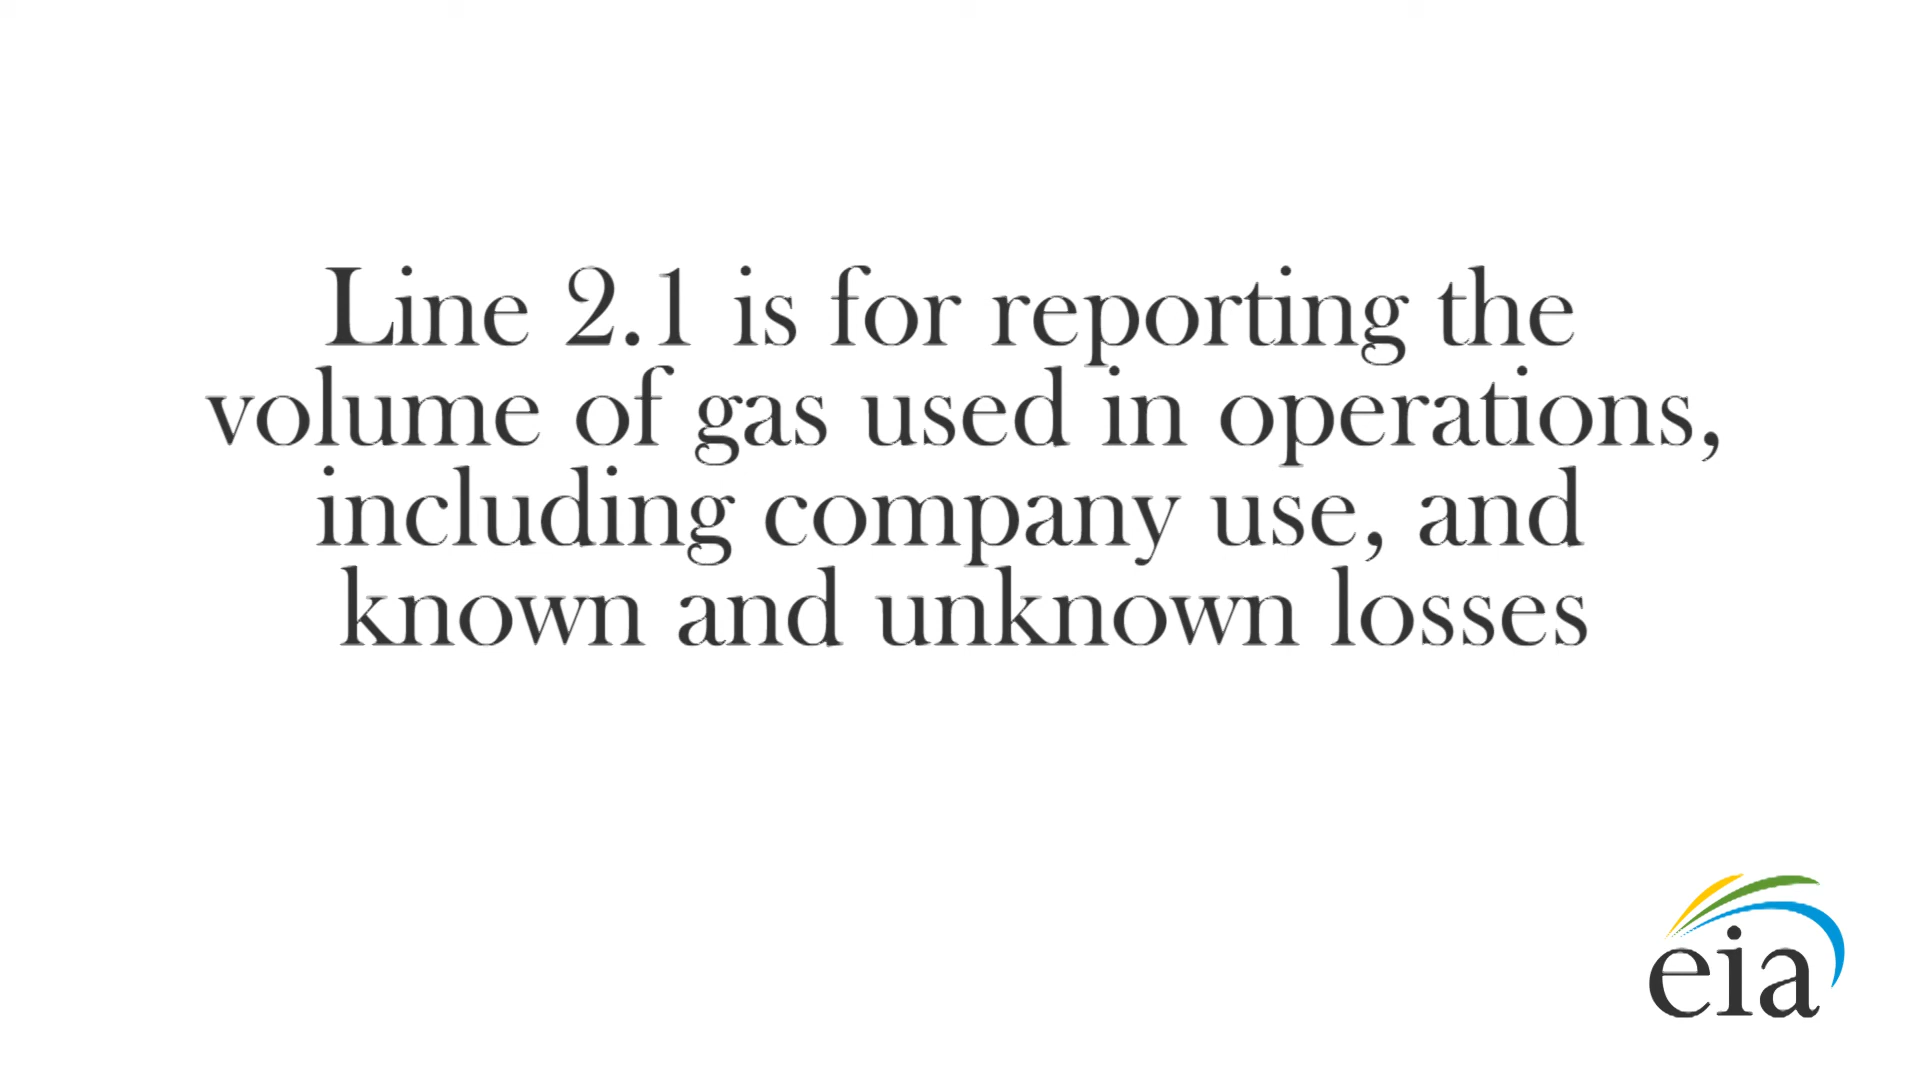 Line 2.1 is for reporting the
volume of gas used in operations,
including company use, and
known and unknown losses
eia